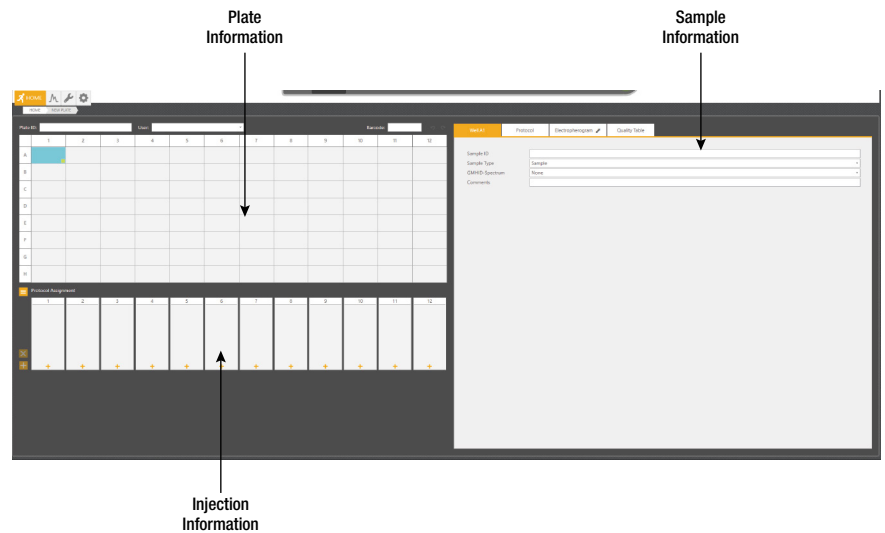 Plate
Information
Sample
Information
HOME
HOME NEW PLATE
Plate ID: User: Barcode:
1 2 3 4 5 6 7 8 9 10 11 12
A
B
C
D
E
F
G
H
Protocol Assignment
1 2 3 4 5 6 7 8 9 10 11 12
+ + + + + + + + + + + +
Well A1 Protocol Electropherogram Quality Table
Sample ID
Sample Type Sample
GMHID-Spectrum None
Comments
Injection
Information